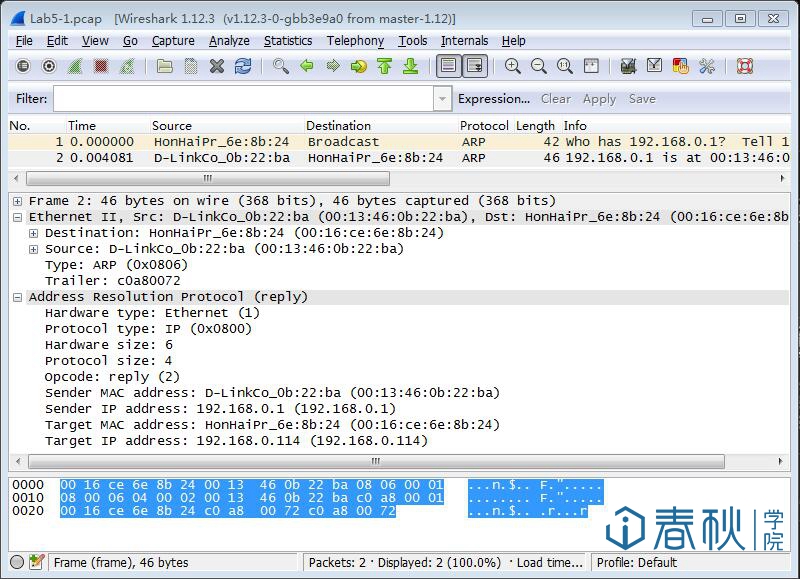 Lab5-1.pcap [Wireshark 1.12.3 (v1.12.3-0-gbb3e9a0 from master-1.12)]
File Edit View Go Capture Analyze Statistics Telephony Tools Internals Help
Filter: Expression... Clear Apply Save
No. Time Source Destination Protocol Length Info
1 0.000000 HonHaiPr_6e:8b:24 Broadcast ARP 42 Who has 192.168.0.1? Tell 1
2 0.004081 D-LinkCo_0b:22:ba HonHaiPr_6e:8b:24 ARP 46 192.168.0.1 is at 00:13:46:0
Frame 2: 46 bytes on wire (368 bits), 46 bytes captured (368 bits)
Ethernet II, Src: D-LinkCo_0b:22:ba (00:13:46:0b:22:ba), Dst: HonHaiPr_6e:8b:24 (00:16:ce:6e:8b
Destination: HonHaiPr_6e:8b:24 (00:16:ce:6e:8b:24)
Source: D-LinkCo_0b:22:ba (00:13:46:0b:22:ba)
Type: ARP (0x0806)
Trailer: c0a80072
Address Resolution Protocol (reply)
Hardware type: Ethernet (1)
Protocol type: IP (0x0800)
Hardware size: 6
Protocol size: 4
Opcode: reply (2)
Sender MAC address: D-LinkCo_0b:22:ba (00:13:46:0b:22:ba)
Sender IP address: 192.168.0.1 (192.168.0.1)
Target MAC address: HonHaiPr_6e:8b:24 (00:16:ce:6e:8b:24)
Target IP address: 192.168.0.114 (192.168.0.114)
0000 00 16 ce 6e 8b 24 00 13 46 0b 22 ba 08 06 00 01 ...n.$.. F.".....
0010 08 00 06 04 00 02 00 13 46 0b 22 ba c0 a8 00 01 ........ F.".....
0020 00 16 ce 6e 8b 24 c0 a8 00 72 c0 a8 00 72 ...n.$.. .r...r
春秋学院
Frame (frame), 46 bytes Packets: 2 · Displayed: 2 (100.0%) · Load time... Profile: Default